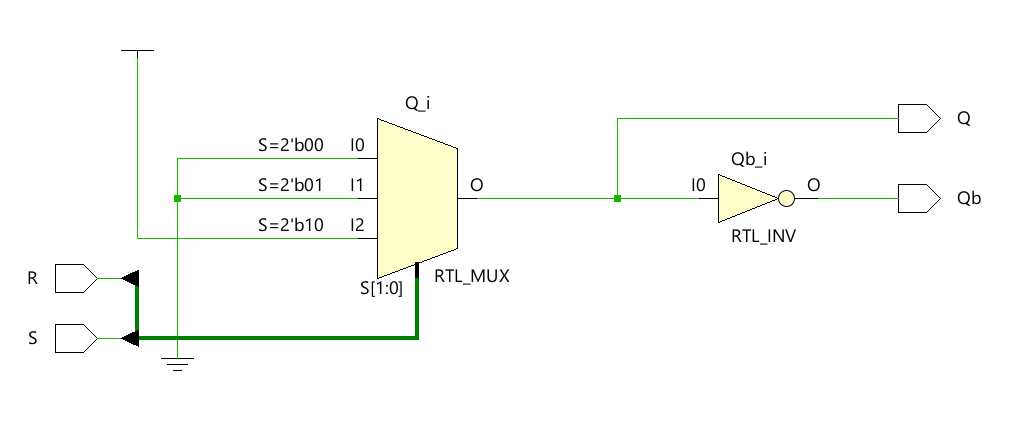 Q_i
S=2'b00 I0
S=2'b01 I1
S=2'b10 I2
O
Q
Qb_i
I0
O
Qb
RTL_INV
R
RTL_MUX
S[1:0]
S